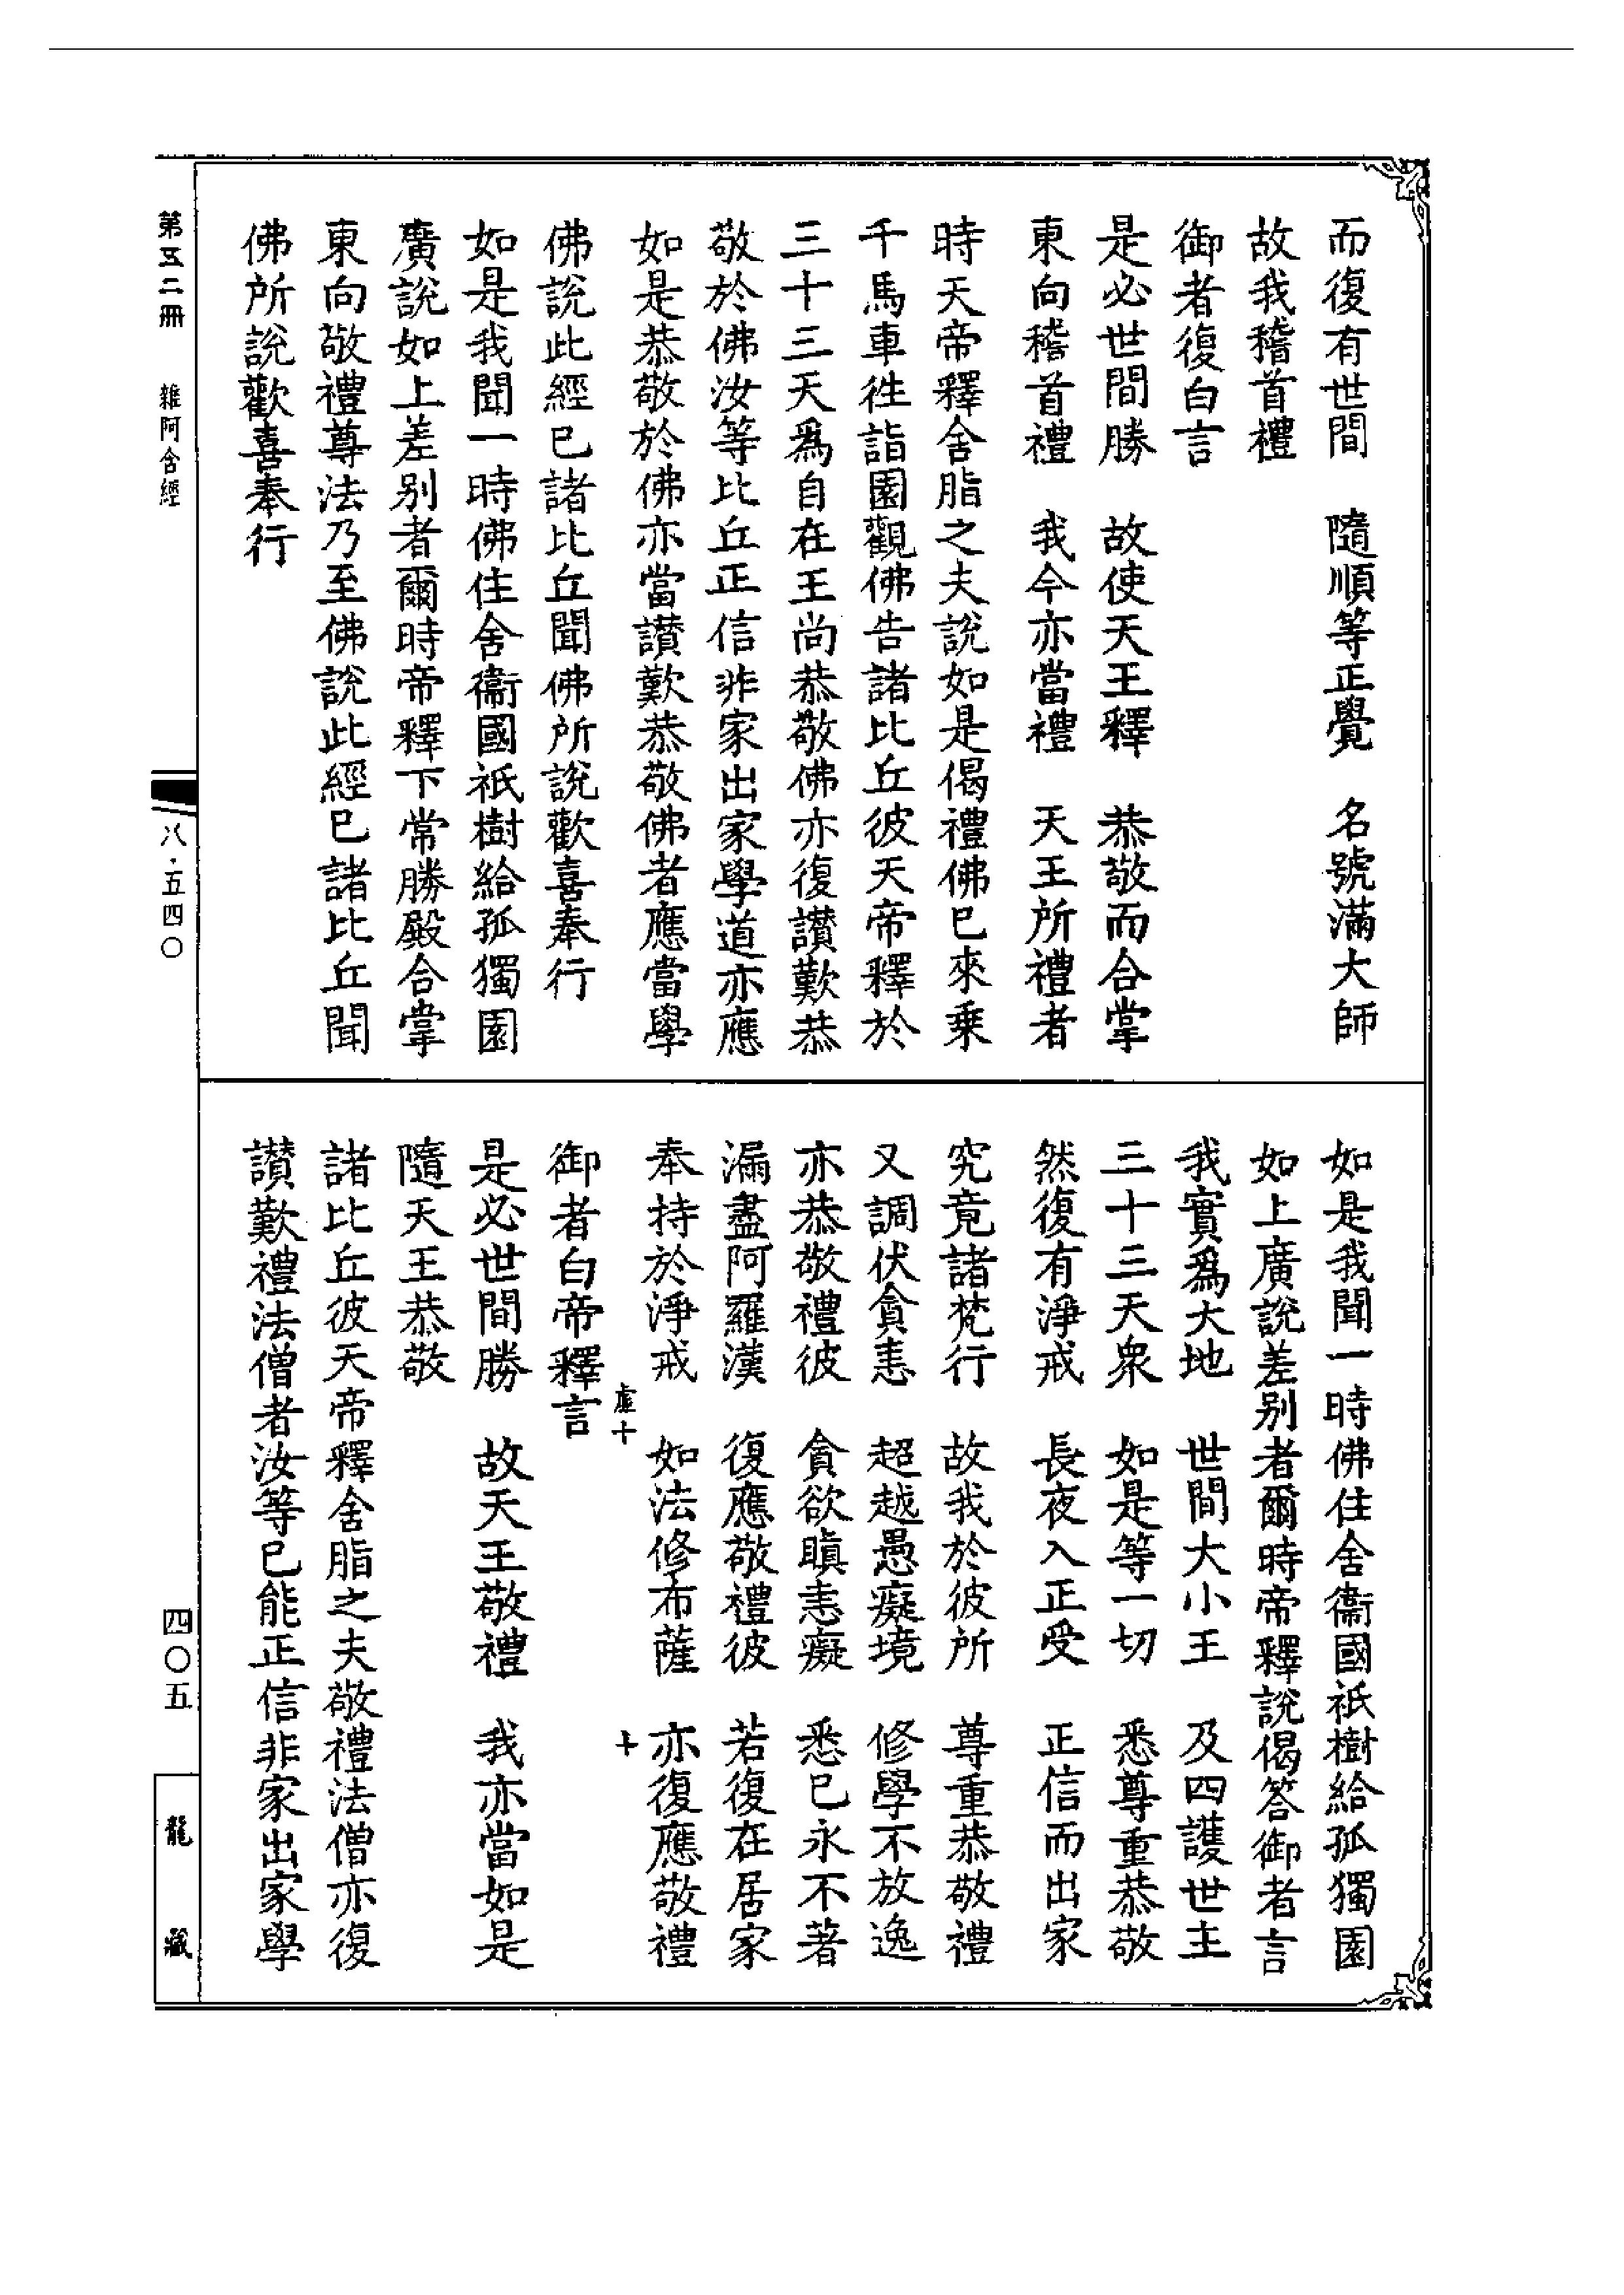 而復有世間　隨順等正覺　名號滿大師
故我稽首禮
御者復白言
是必世間勝　故使天王釋　恭敬而合掌
東向稽首禮　我今亦當禮　天王所禮者
時天帝釋舍脂之夫說如是偈禮佛已來乘
千馬車徃詣園觀佛告諸比丘彼天帝釋於
三十三天爲自在王尚恭敬佛亦復讃歎恭
敬於佛汝等比丘正信非家出家學道亦應
如是恭敬於佛亦當讃歎恭敬佛者應當學
佛說此經已諸比丘聞佛所說歡喜奉行
如是我聞一時佛住舍衞國祇樹給孤獨園
廣說如上差别者爾時帝釋下常勝殿合掌
東向敬禮尊法乃至佛說此經已諸比丘聞
佛所說歡喜奉行
如是我聞一時佛住舍衞國祇樹給孤獨園
如上廣說差别者爾時帝釋說偈答御者言
我實爲大地　世間大小王　及四護世主
三十三天衆　如是等一切　悉尊重恭敬
然復有淨戒　長夜入正受　正信而出家
究竟諸梵行　故我於彼所　尊重恭敬禮
又調伏貪恚　超越愚癡境　修學不放逸
亦恭敬禮彼　貪欲瞋恚癡　悉已永不著
漏盡阿羅漢　復應敬禮彼　若復在居家
奉持於淨戒　如法修布薩　亦復應敬禮
虛十　十
御者白帝釋言
是必世間勝　故天王敬禮　我亦當如是
隨天王恭敬
諸比丘彼天帝釋舍脂之夫敬禮法僧亦復
讃歎禮法僧者汝等已能正信非家出家學
第五二冊　雜阿含經
八·五四〇
四〇五
龍藏